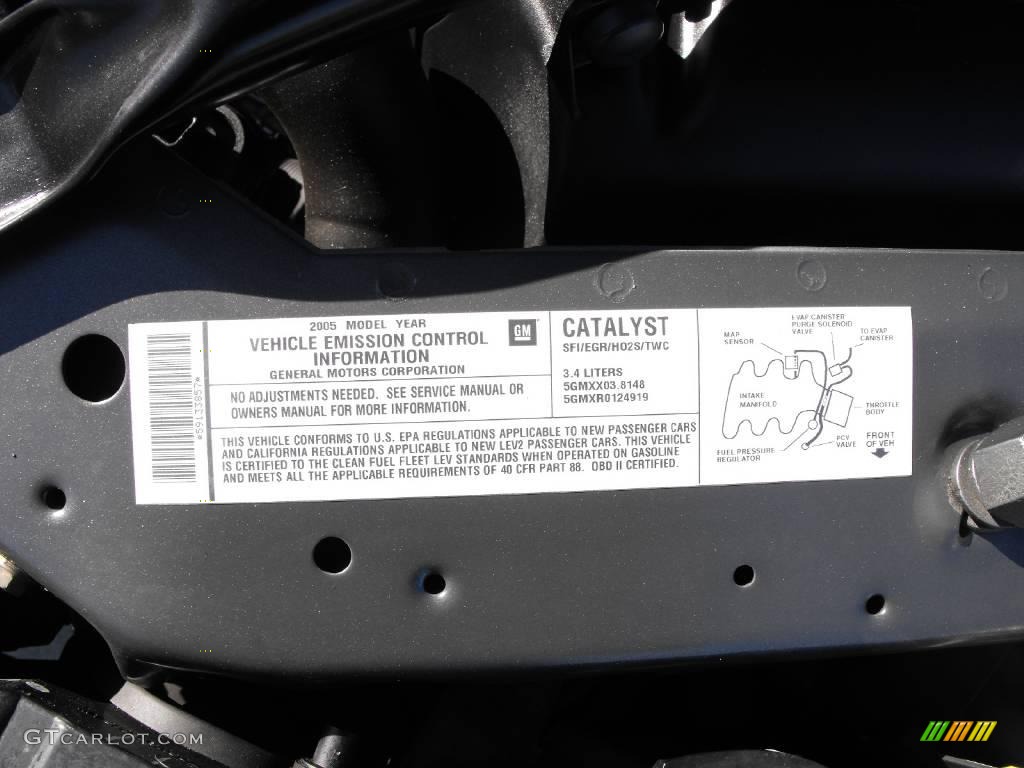 *59133857*
2005 MODEL YEAR
VEHICLE EMISSION CONTROL
INFORMATION
GENERAL MOTORS CORPORATION
GM
NO ADJUSTMENTS NEEDED. SEE SERVICE MANUAL OR
OWNERS MANUAL FOR MORE INFORMATION.
CATALYST
SFI/EGR/HO2S/TWC
3.4 LITERS
5GMXX03.8148
5GMXR0124919
THIS VEHICLE CONFORMS TO U.S. EPA REGULATIONS APPLICABLE TO NEW PASSENGER CARS
AND CALIFORNIA REGULATIONS APPLICABLE TO NEW LEV2 PASSENGER CARS. THIS VEHICLE
IS CERTIFIED TO THE CLEAN FUEL FLEET LEV STANDARDS WHEN OPERATED ON GASOLINE
AND MEETS ALL THE APPLICABLE REQUIREMENTS OF 40 CFR PART 88. OBD II CERTIFIED.
MAP
SENSOR
EVAP CANISTER
PURGE SOLENOID
VALVE
TO EVAP
CANISTER
INTAKE
MANIFOLD
THROTTLE
BODY
FUEL PRESSURE
REGULATOR
PCV
VALVE
FRONT
OF VEH
GTCARLOT.COM